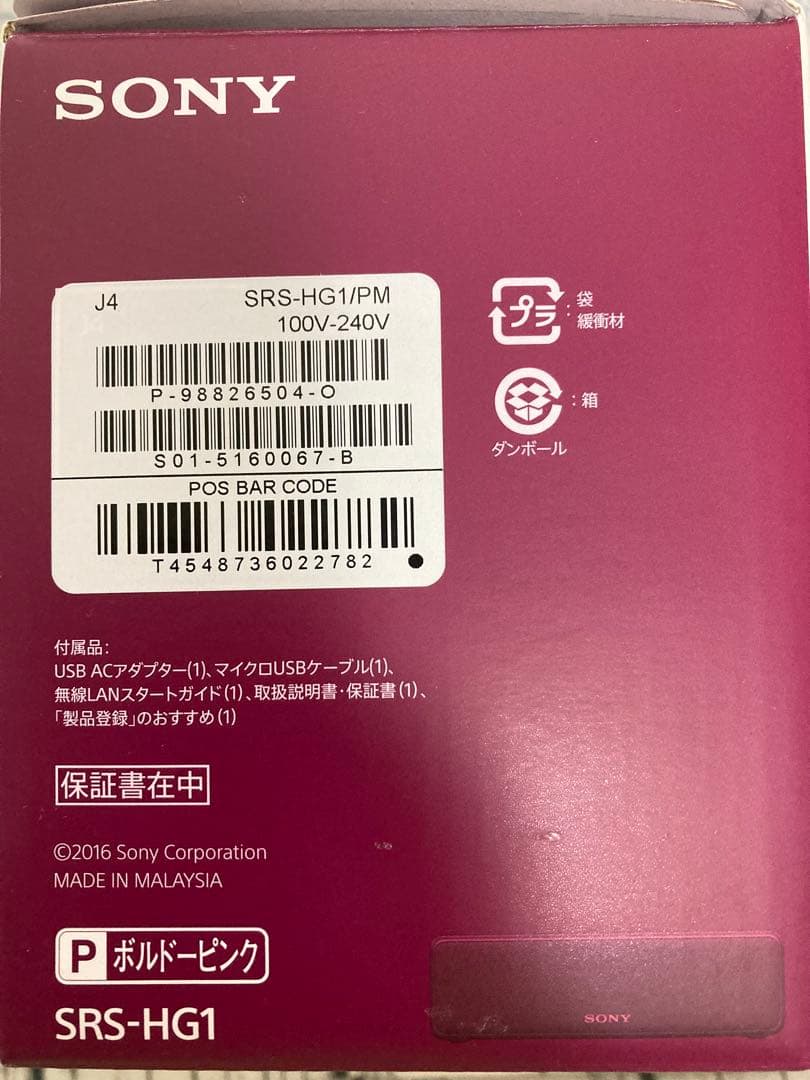 SONY
J4 SRS-HG1/PM
100V-240V
P-98826504-O
S01-5160067-B
POS BAR CODE
T4548736022782
プラ : 袋
緩衝材
: 箱
ダンボール
付属品:
USB ACアダプター(1)、マイクロUSBケーブル(1)、
無線LANスタートガイド(1)、取扱説明書・保証書(1)、
「製品登録」のおすすめ(1)
保証書在中
©2016 Sony Corporation
MADE IN MALAYSIA
P ボルドーピンク
SRS-HG1
SONY